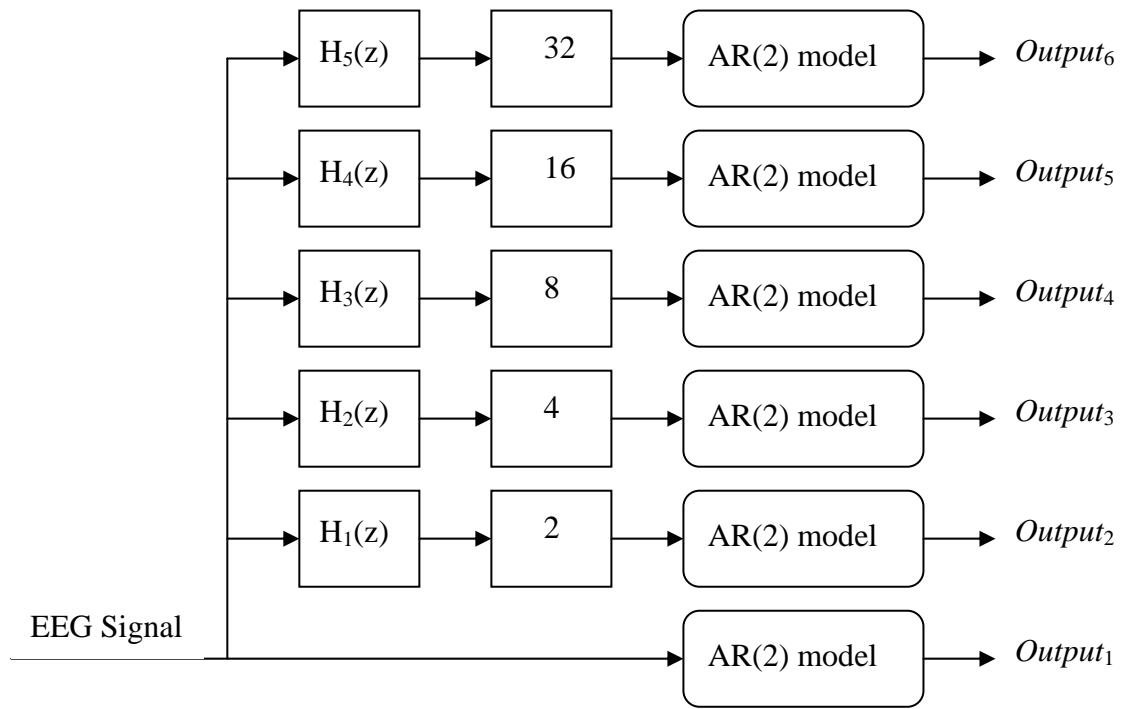 H₅(z) 32 AR(2) model Output₆
H₄(z) 16 AR(2) model Output₅
H₃(z) 8 AR(2) model Output₄
H₂(z) 4 AR(2) model Output₃
H₁(z) 2 AR(2) model Output₂
EEG Signal
AR(2) model Output₁